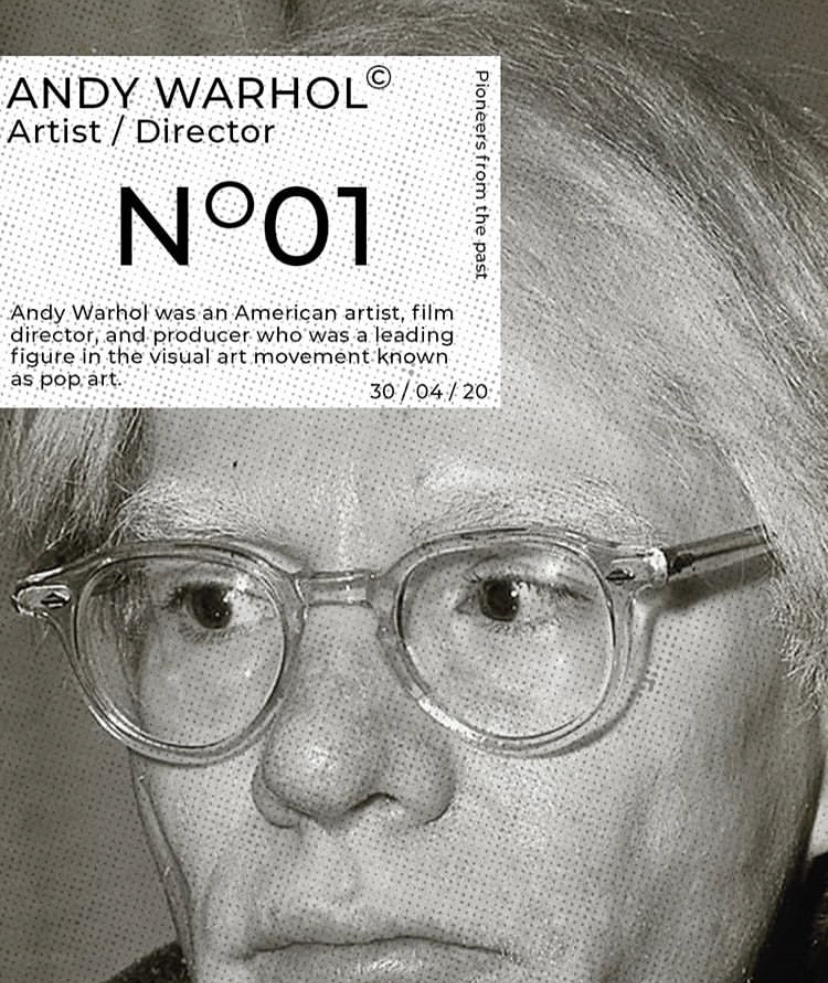 ANDY WARHOL©
Artist / Director
Pioneers from the past
Nº01
Andy Warhol was an American artist, film
director, and producer who was a leading
figure in the visual art movement known
as pop art.
30 / 04 / 20